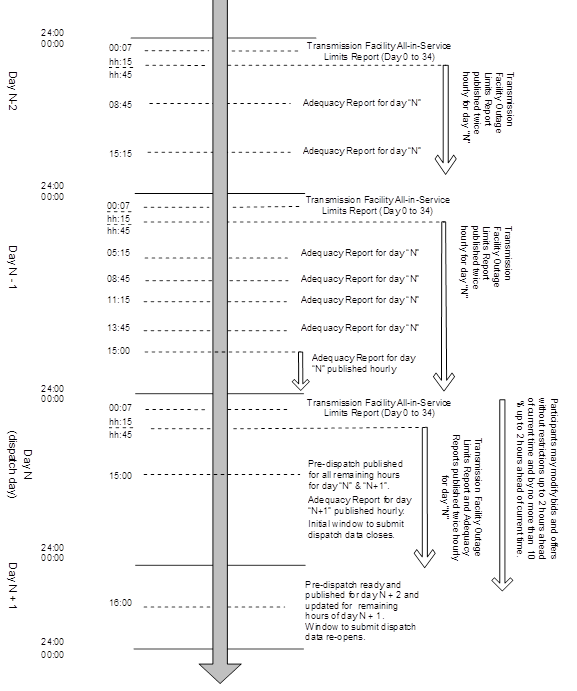 24:00
00:00
00:07
Transmission Facility All-in-Service
Limits Report (Day 0 to 34)
hh:15
hh:45
Day N-2
08:45
Adequacy Report for day "N"
15:15
Adequacy Report for day "N"
Transmission
Facility Outage
Limits Report
published twice
hourly for day "N"
24:00
00:00
00:07
Transmission Facility All-in-Service
Limits Report (Day 0 to 34)
hh:15
hh:45
Day N - 1
05:15
Adequacy Report for day "N"
08:45
Adequacy Report for day "N"
11:15
Adequacy Report for day "N"
13:45
Adequacy Report for day "N"
15:00
Adequacy Report for day
"N" published hourly
Transmission
Facility Outage
Limits Report
published twice
hourly for day "N"
24:00
00:00
00:07
Transmission Facility All-in-Service
Limits Report (Day 0 to 34)
hh:15
hh:45
Day N
(dispatch day)
15:00
Pre-dispatch published
for all remaining hours
for day "N" & "N+1".
Adequacy Report for day
"N+1" published hourly.
Initial window to submit
dispatch data closes.
Transmission Facility Outage
Limits Report and Adequacy
Reports published twice hourly
for day "N"
Participants may modify bids and offers
without restrictions up to 2 hours ahead
of current time and by no more than 10
% up to 2 hours ahead of current time.
24:00
00:00
Day N + 1
16:00
Pre-dispatch ready and
published for day N + 2 and
updated for remaining
hours of day N + 1.
Window to submit dispatch
data re-opens.
24:00
00:00